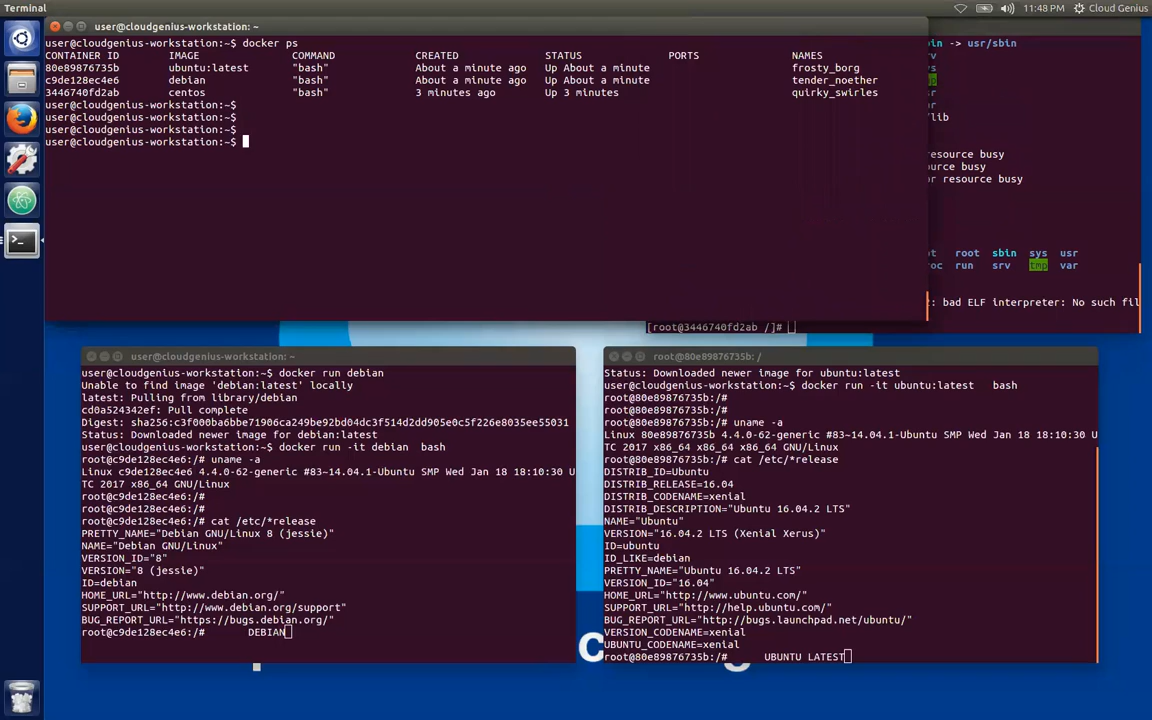 Terminal
11:48 PM
Cloud Genius
user@cloudgenius-workstation: ~
user@cloudgenius-workstation:~$ docker ps
CONTAINER ID IMAGE COMMAND CREATED STATUS PORTS NAMES
80e89876735b ubuntu:latest "bash" About a minute ago Up About a minute frosty_borg
c9de128ec4e6 debian "bash" About a minute ago Up About a minute tender_noether
3446740fd2ab centos "bash" 3 minutes ago Up 3 minutes quirky_swirles
user@cloudgenius-workstation:~$
user@cloudgenius-workstation:~$
user@cloudgenius-workstation:~$
user@cloudgenius-workstation:~$
in -> usr/sbin
rv
ys
ur
/lib
resource busy
ource busy
or resource busy
t root sbin sys usr
roc run srv tmp var
: bad ELF interpreter: No such fil
[root@3446740fd2ab /]#
user@cloudgenius-workstation: ~
user@cloudgenius-workstation:~$ docker run debian
Unable to find image 'debian:latest' locally
latest: Pulling from library/debian
cd0a524342ef: Pull complete
Digest: sha256:c3f000ba6bbe71906ca249be92bd04dc3f514d2dd905e0c5f226e8035ee55031
Status: Downloaded newer image for debian:latest
user@cloudgenius-workstation:~$ docker run -it debian bash
root@c9de128ec4e6:/# uname -a
Linux c9de128ec4e6 4.4.0-62-generic #83~14.04.1-Ubuntu SMP Wed Jan 18 18:10:30 U
TC 2017 x86_64 GNU/Linux
root@c9de128ec4e6:/#
root@c9de128ec4e6:/#
root@c9de128ec4e6:/# cat /etc/*release
PRETTY_NAME="Debian GNU/Linux 8 (jessie)"
NAME="Debian GNU/Linux"
VERSION_ID="8"
VERSION="8 (jessie)"
ID=debian
HOME_URL="http://www.debian.org/"
SUPPORT_URL="http://www.debian.org/support"
BUG_REPORT_URL="https://bugs.debian.org/"
root@c9de128ec4e6:/# DEBIAN
root@80e89876735b: /
Status: Downloaded newer image for ubuntu:latest
user@cloudgenius-workstation:~$ docker run -it ubuntu:latest bash
root@80e89876735b:/#
root@80e89876735b:/#
root@80e89876735b:/# uname -a
Linux 80e89876735b 4.4.0-62-generic #83~14.04.1-Ubuntu SMP Wed Jan 18 18:10:30 U
TC 2017 x86_64 x86_64 x86_64 GNU/Linux
root@80e89876735b:/# cat /etc/*release
DISTRIB_ID=Ubuntu
DISTRIB_RELEASE=16.04
DISTRIB_CODENAME=xenial
DISTRIB_DESCRIPTION="Ubuntu 16.04.2 LTS"
NAME="Ubuntu"
VERSION="16.04.2 LTS (Xenial Xerus)"
ID=ubuntu
ID_LIKE=debian
PRETTY_NAME="Ubuntu 16.04.2 LTS"
VERSION_ID="16.04"
HOME_URL="http://www.ubuntu.com/"
SUPPORT_URL="http://help.ubuntu.com/"
BUG_REPORT_URL="http://bugs.launchpad.net/ubuntu/"
VERSION_CODENAME=xenial
UBUNTU_CODENAME=xenial
root@80e89876735b:/# UBUNTU LATEST